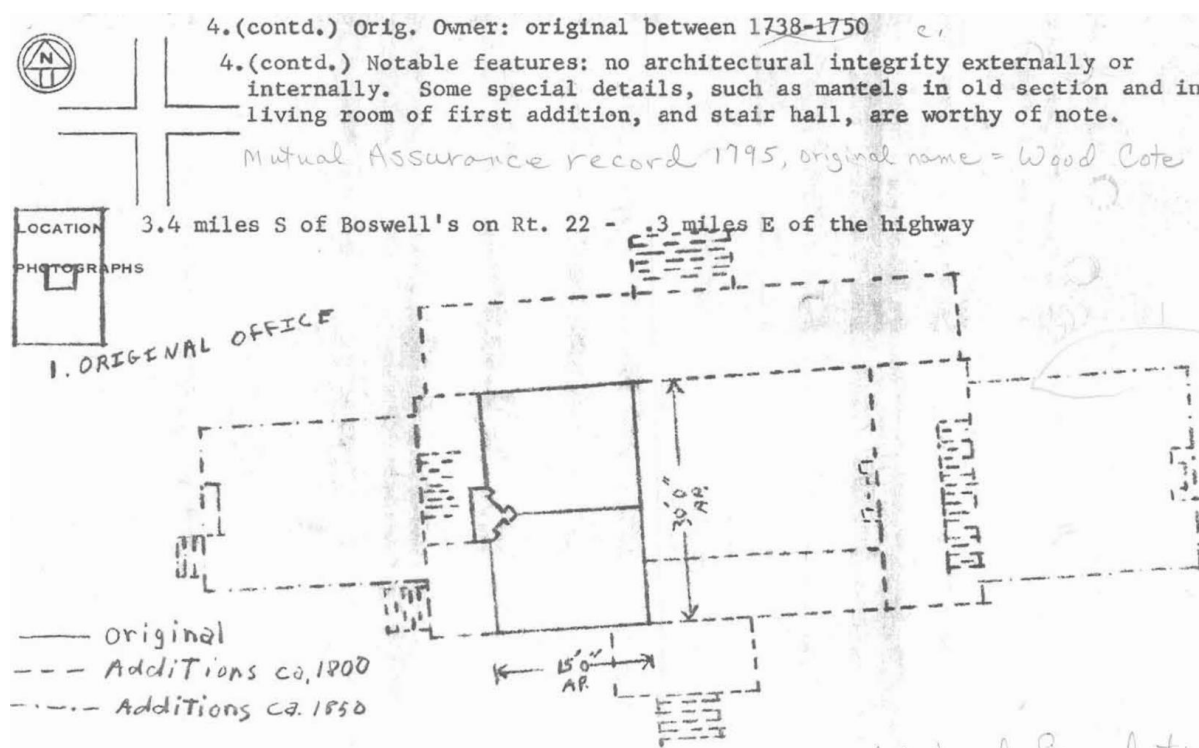 4.(contd.) Orig. Owner: original between 1738-1750 c.
N
4.(contd.) Notable features: no architectural integrity externally or
internally. Some special details, such as mantels in old section and in
living room of first addition, and stair hall, are worthy of note.
Mutual Assurance record 1795, original name = Wood Cote
3.4 miles S of Boswell's on Rt. 22 - .3 miles E of the highway
LOCATION
PHOTOGRAPHS
1. ORIGINAL OFFICE
30'0"
AP.
15'0"
AP.
original
Additions ca. 1800
Additions ca. 1850